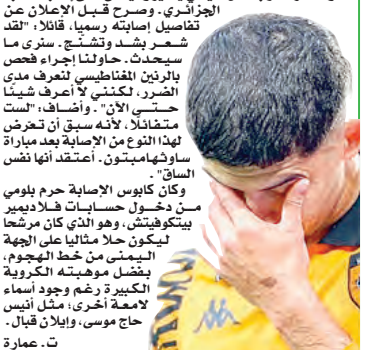 الجزائري. وصرح قبل الإعلان عن
تفاصيل إصابته رسميا، قائلا: "لقد
شعر بشد وتشنج. سنرى ما
سيحدث. حاولنا إجراء فحص
بالرنين المغناطيسي لنعرف مدى
الضرر، لكنني لا أعرف شيئا
حتى الآن". وأضاف: "لست
متفائلا، لأنه سبق أن تعرض
لهذا النوع من الإصابة بعد مباراة
ساوثهامبتون. أعتقد أنها نفس
الساق".
وكان كابوس الإصابة حرم بلومي
من دخول حسابات فلاديمير
بيتكوفيتش، وهو الذي كان مرشحا
ليكون حلا مثاليا على الجهة
اليمنى من خط الهجوم،
بفضل موهبته الكروية
الكبيرة رغم وجود أسماء
لامعة أخرى؛ مثل أنيس
حاج موسى، وإيلان قبال.
ت. عمارة